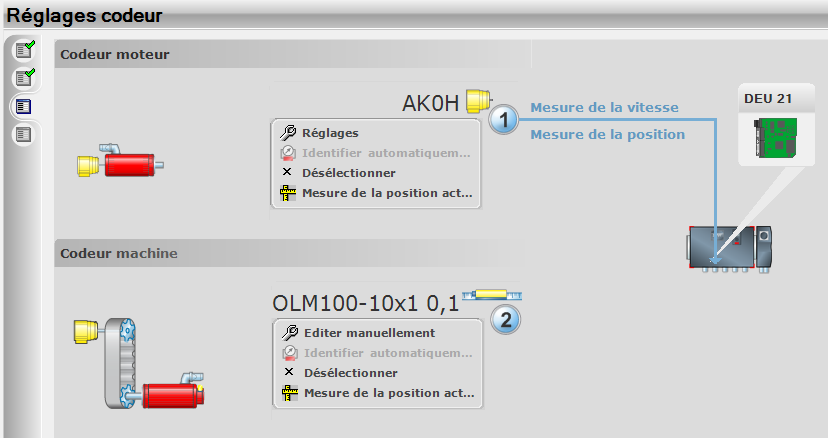 Réglages codeur
Codeur moteur
AK0H
1
Mesure de la vitesse
Mesure de la position
DEU 21
Réglages
Identifier automatiquem...
Désélectionner
Mesure de la position act...
Codeur machine
OLM100-10x1 0,1
2
Editer manuellement
Identifier automatiquem...
Désélectionner
Mesure de la position act...